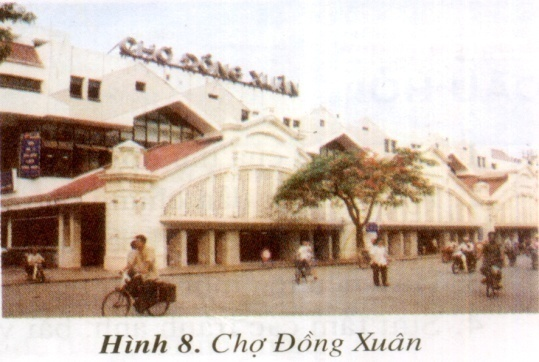 CHỢ ĐỒNG XUÂN
Hình 8. Chợ Đồng Xuân